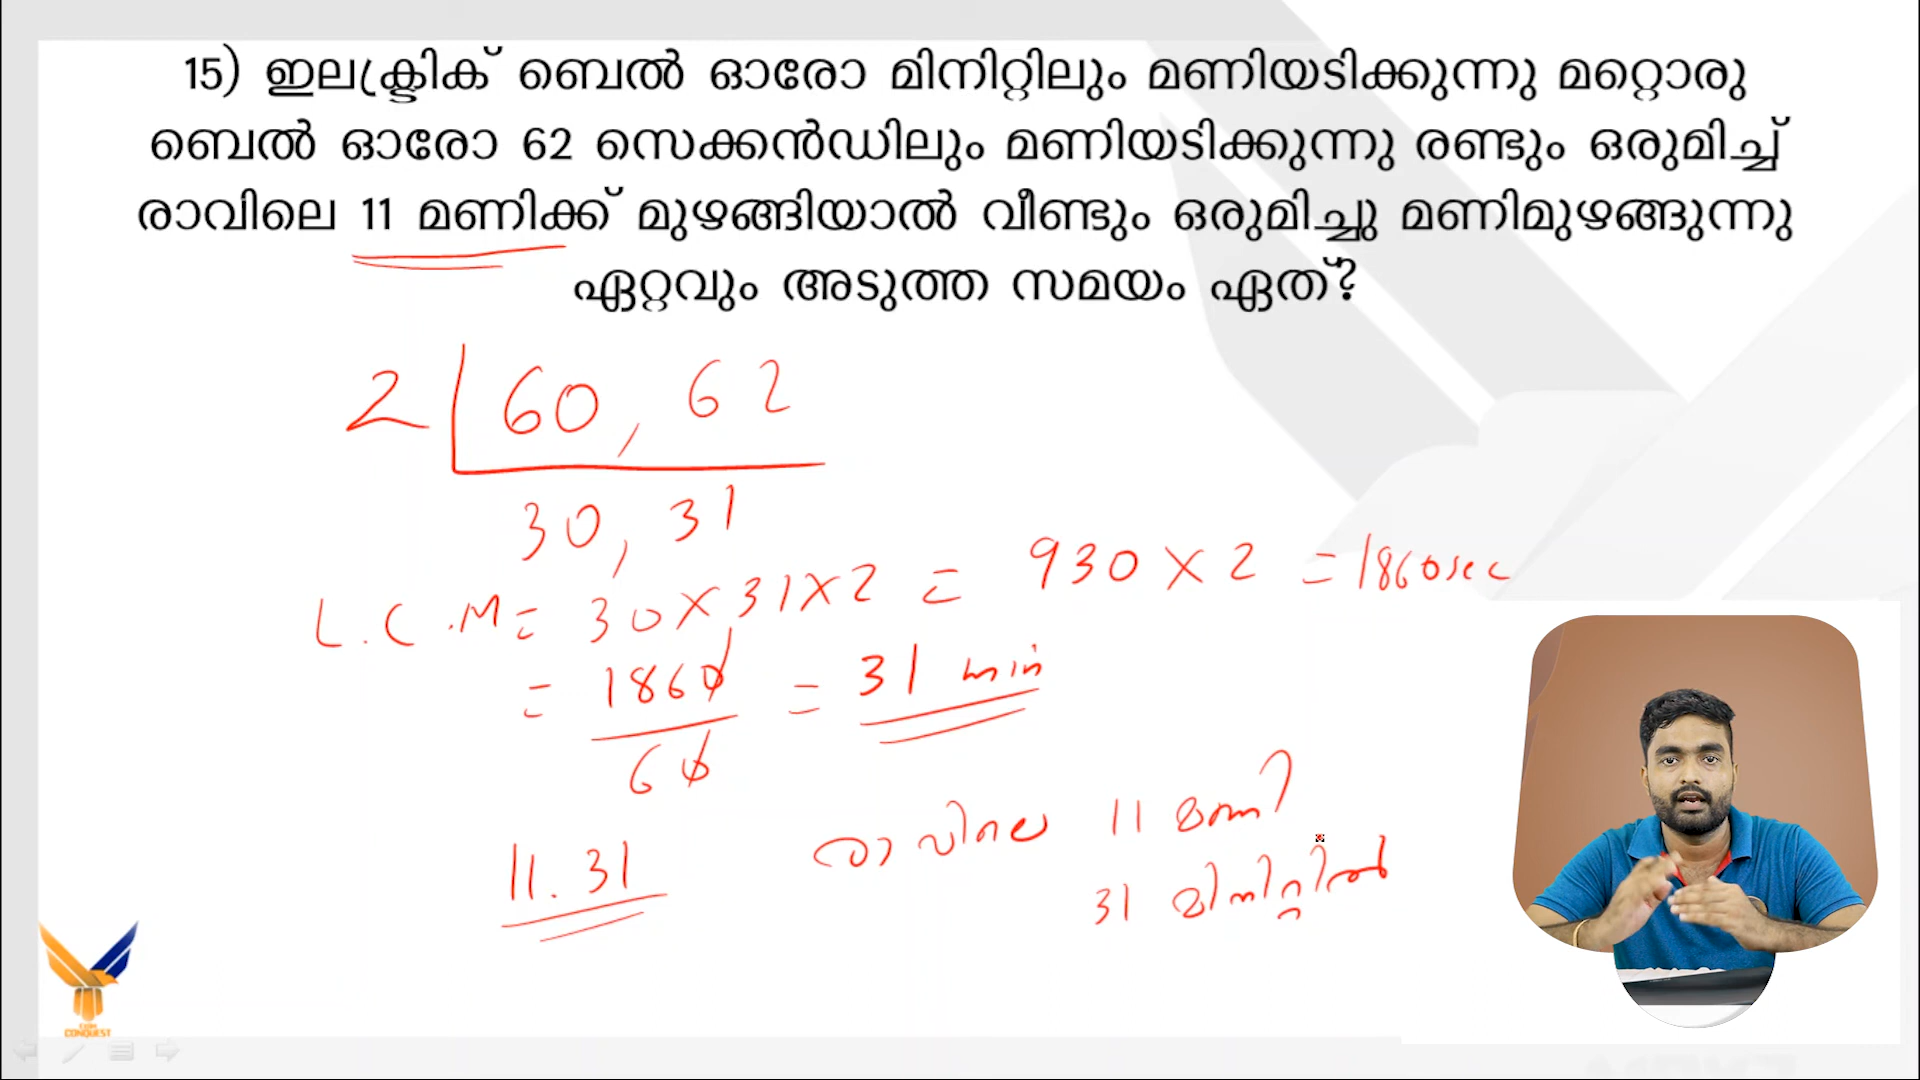 15) ഇലക്ട്രിക് ബെൽ ഓരോ മിനിറ്റിലും മണിയടിക്കുന്നു മറ്റൊരു
ബെൽ ഓരോ 62 സെക്കൻഡിലും മണിയടിക്കുന്നു രണ്ടും ഒരുമിച്ച്
രാവിലെ 11 മണിക്ക് മുഴങ്ങിയാൽ വീണ്ടും ഒരുമിച്ചു മണിമുഴങ്ങുന്നു
ഏറ്റവും അടുത്ത സമയം ഏത്?
2 60, 62
30, 31
L.C.M = 30 X 31 X 2 = 930 X 2 = 1860 sec
= 1860/60 = 31 min
11.31
രാവിലെ 11 മണി
31 മിനിറ്റിൽ
CONQUEST